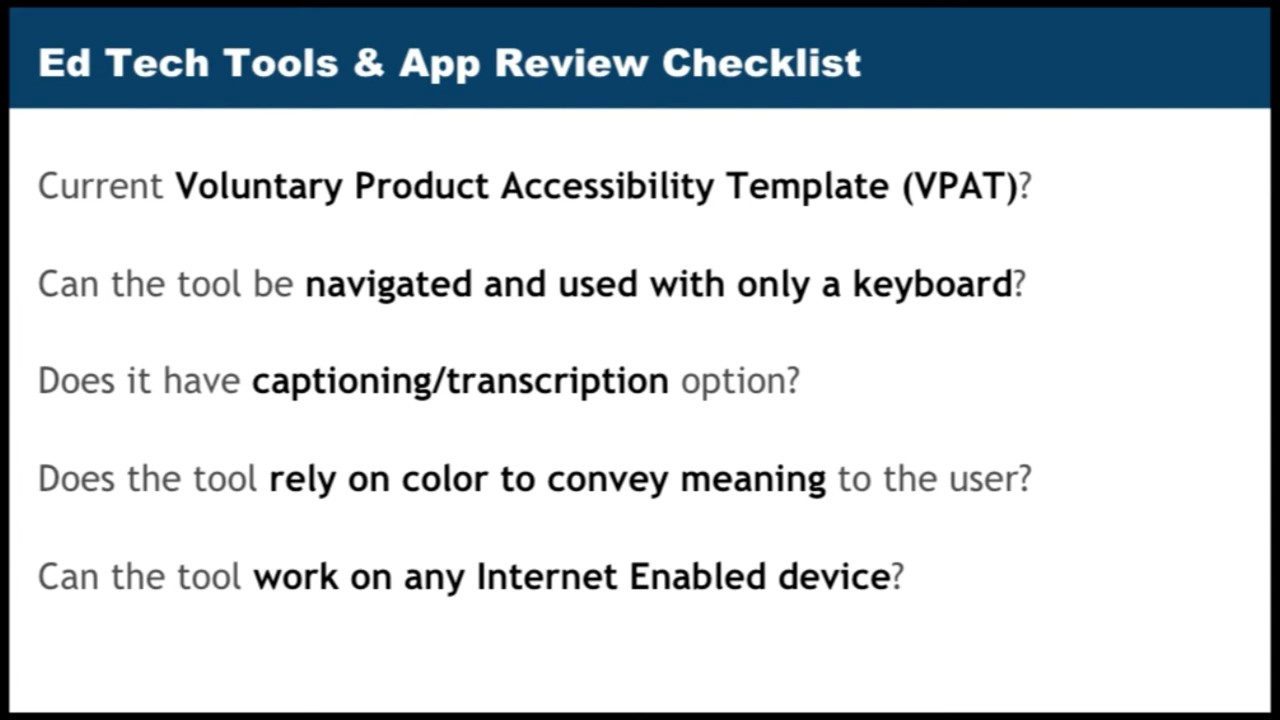 Ed Tech Tools & App Review Checklist
Current Voluntary Product Accessibility Template (VPAT)?
Can the tool be navigated and used with only a keyboard?
Does it have captioning/transcription option?
Does the tool rely on color to convey meaning to the user?
Can the tool work on any Internet Enabled device?